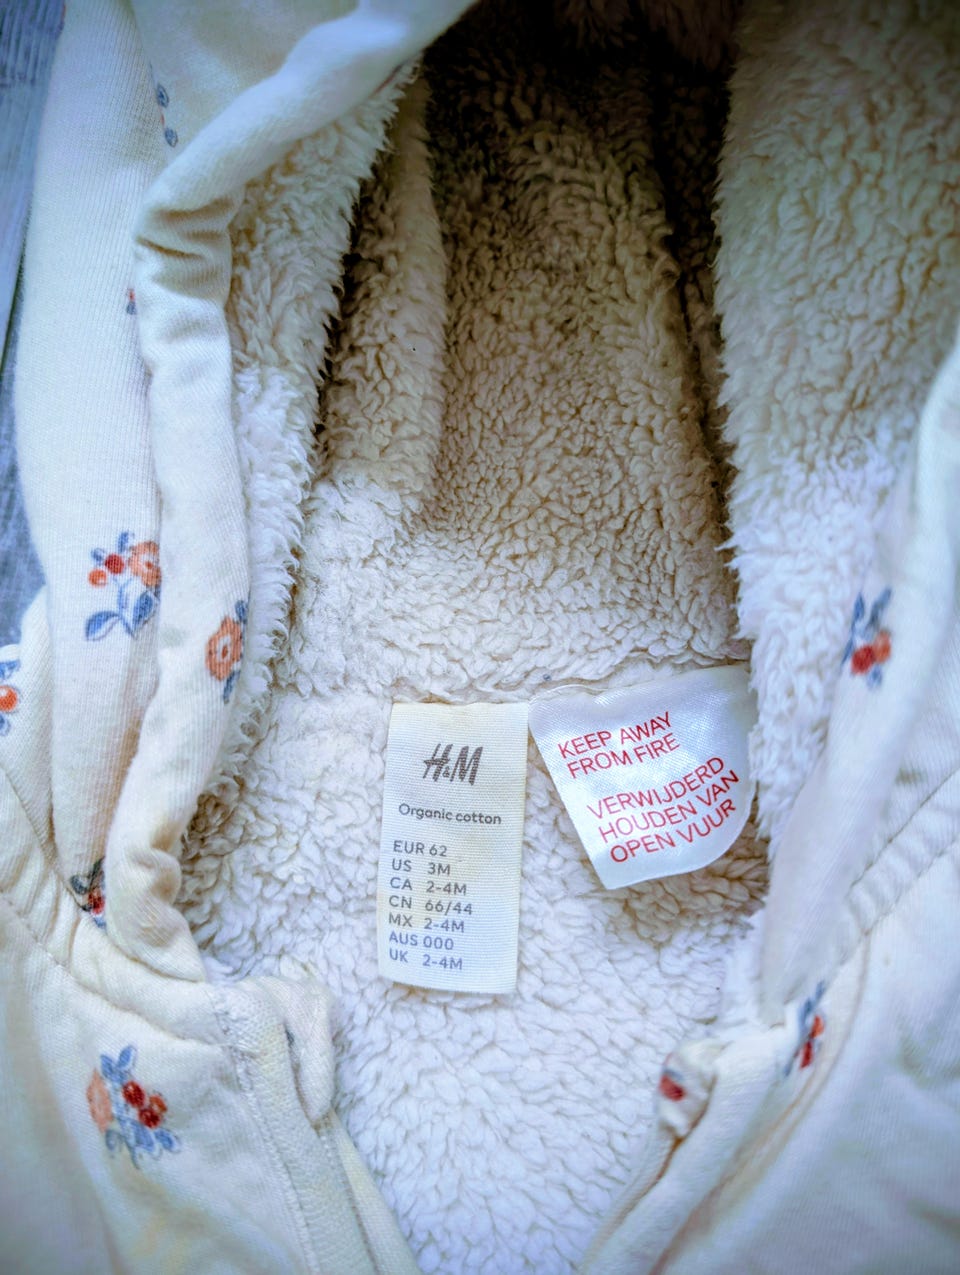 H&M
Organic cotton
EUR 62
US 3M
CA 2-4M
CN 66/44
MX 2-4M
AUS 000
UK 2-4M
KEEP AWAY
FROM FIRE
VERWIJDERD
HOUDEN VAN
OPEN VUUR